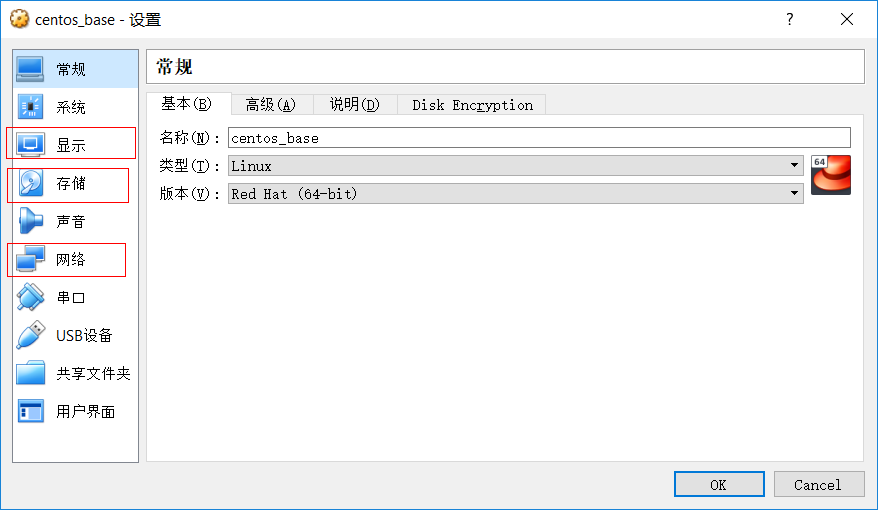 centos_base - 设置
常规
系统
显示
存储
声音
网络
串口
USB设备
共享文件夹
用户界面
常规
基本(B) 高级(A) 说明(D) Disk Encryption
名称(N): centos_base
类型(T): Linux
版本(V): Red Hat (64-bit)
64
OK Cancel